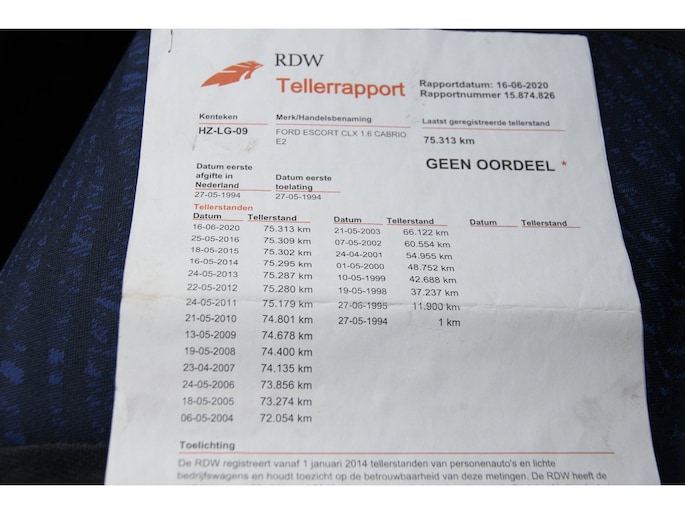 RDW
Tellerrapport
Rapportdatum: 16-06-2020
Rapportnummer 15.874.826
Kenteken Merk/Handelsbenaming Laatst geregistreerde tellerstand
HZ-LG-09 FORD ESCORT CLX 1.6 CABRIO E2 75.313 km
GEEN OORDEEL *
Datum eerste afgifte in Nederland Datum eerste toelating
27-05-1994 27-05-1994
Tellerstanden
Datum Tellerstand Datum Tellerstand Datum Tellerstand
16-06-2020 75.313 km 21-05-2003 66.122 km
25-05-2016 75.309 km 07-05-2002 60.554 km
18-05-2015 75.302 km 24-04-2001 54.955 km
16-05-2014 75.295 km 01-05-2000 48.752 km
24-05-2013 75.287 km 10-05-1999 42.688 km
22-05-2012 75.280 km 19-05-1998 37.237 km
24-05-2011 75.179 km 27-06-1995 11.900 km
21-05-2010 74.801 km 27-05-1994 1 km
13-05-2009 74.678 km
19-05-2008 74.400 km
23-04-2007 74.135 km
24-05-2006 73.856 km
18-05-2005 73.274 km
06-05-2004 72.054 km
Toelichting
De RDW registreert vanaf 1 januari 2014 tellerstanden van personenauto's en lichte
bedrijfswagens en houdt toezicht op de betrouwbaarheid van deze metingen. De RDW heeft de